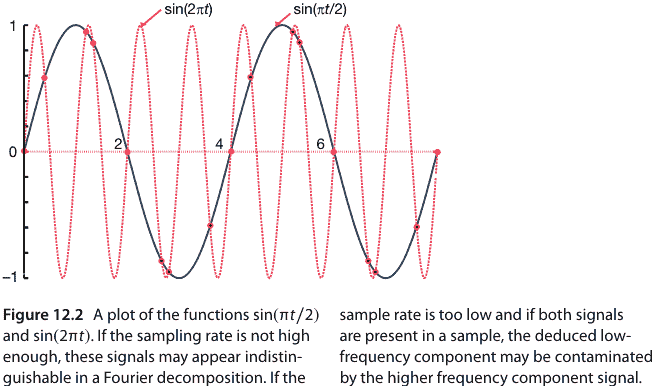 sin(2πt)
sin(πt/2)
1
0
2
4
6
–1
Figure 12.2 A plot of the functions sin(πt/2)
and sin(2πt). If the sampling rate is not high
enough, these signals may appear indistin-
guishable in a Fourier decomposition. If the
sample rate is too low and if both signals
are present in a sample, the deduced low-
frequency component may be contaminated
by the higher frequency component signal.